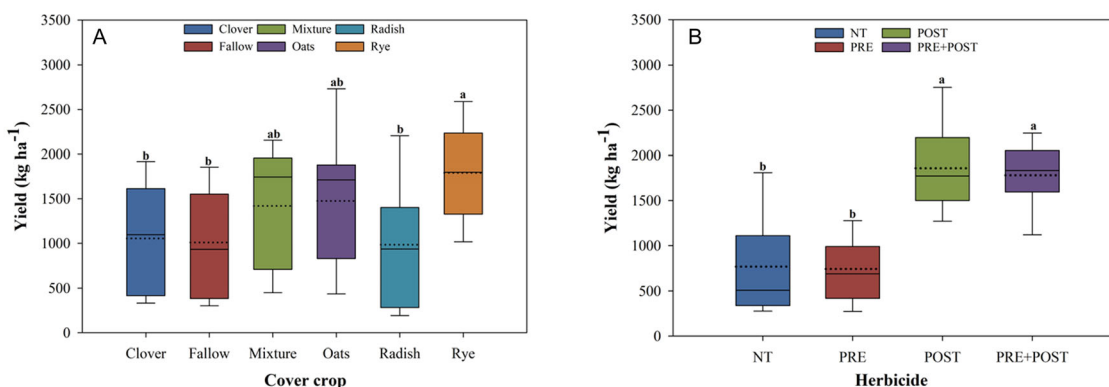 A
Clover
Mixture
Radish
Fallow
Oats
Rye
3500
3000
2500
2000
1500
1000
500
0
Yield (kg ha-1)
b
b
ab
ab
b
a
Clover
Fallow
Mixture
Oats
Radish
Rye
Cover crop
B
NT
POST
PRE
PRE+POST
3500
3000
2500
2000
1500
1000
500
0
Yield (kg ha-1)
b
b
a
a
NT
PRE
POST
PRE+POST
Herbicide